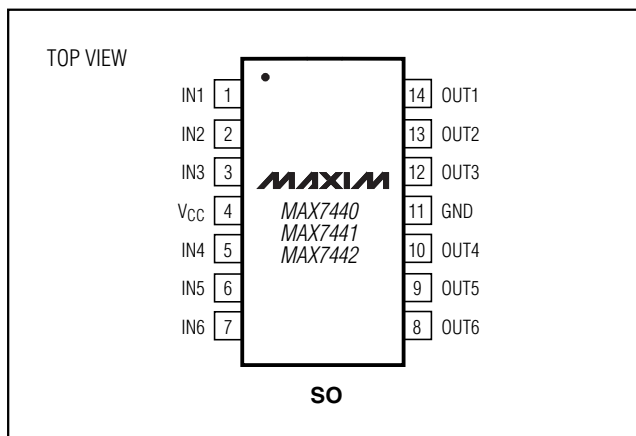 TOP VIEW
IN1 1 14 OUT1
IN2 2 13 OUT2
IN3 3 12 OUT3
MAXIM
VCC 4 11 GND
MAX7440
MAX7441
MAX7442
IN4 5 10 OUT4
IN5 6 9 OUT5
IN6 7 8 OUT6
SO